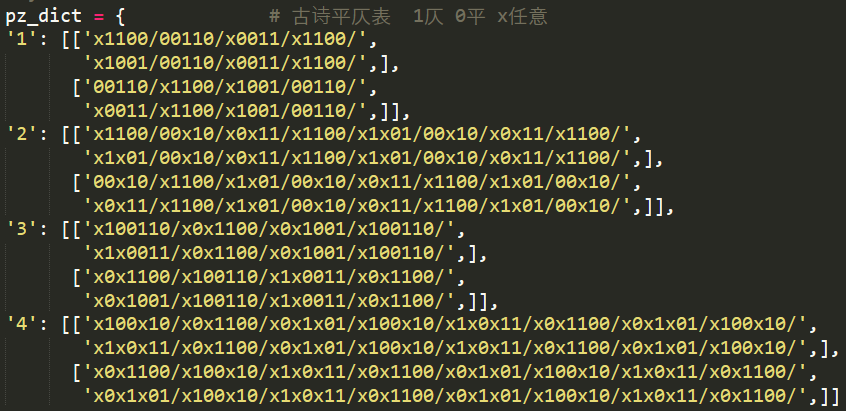 pz_dict = {            # 古诗平仄表  1仄 0平 x任意
'1': [['x1100/00110/x0011/x1100/',
       'x1001/00110/x0011/x1100/',],
      ['00110/x1100/x1001/00110/',
       'x0011/x1100/x1001/00110/',]],
'2': [['x1100/00x10/x0x11/x1100/x1x01/00x10/x0x11/x1100/',
       'x1x01/00x10/x0x11/x1100/x1x01/00x10/x0x11/x1100/',],
      ['00x10/x1100/x1x01/00x10/x0x11/x1100/x1x01/00x10/',
       'x0x11/x1100/x1x01/00x10/x0x11/x1100/x1x01/00x10/',]],
'3': [['x100110/x0x1100/x0x1001/x100110/',
       'x1x0011/x0x1100/x0x1001/x100110/',],
      ['x0x1100/x100110/x1x0011/x0x1100/',
       'x0x1001/x100110/x1x0011/x0x1100/',]],
'4': [['x100x10/x0x1100/x0x1x01/x100x10/x1x0x11/x0x1100/x0x1x01/x100x10/',
       'x1x0x11/x0x1100/x0x1x01/x100x10/x1x0x11/x0x1100/x0x1x01/x100x10/',],
      ['x0x1100/x100x10/x1x0x11/x0x1100/x0x1x01/x100x10/x1x0x11/x0x1100/',
       'x0x1x01/x100x10/x1x0x11/x0x1100/x0x1x01/x100x10/x1x0x11/x0x1100/',]]